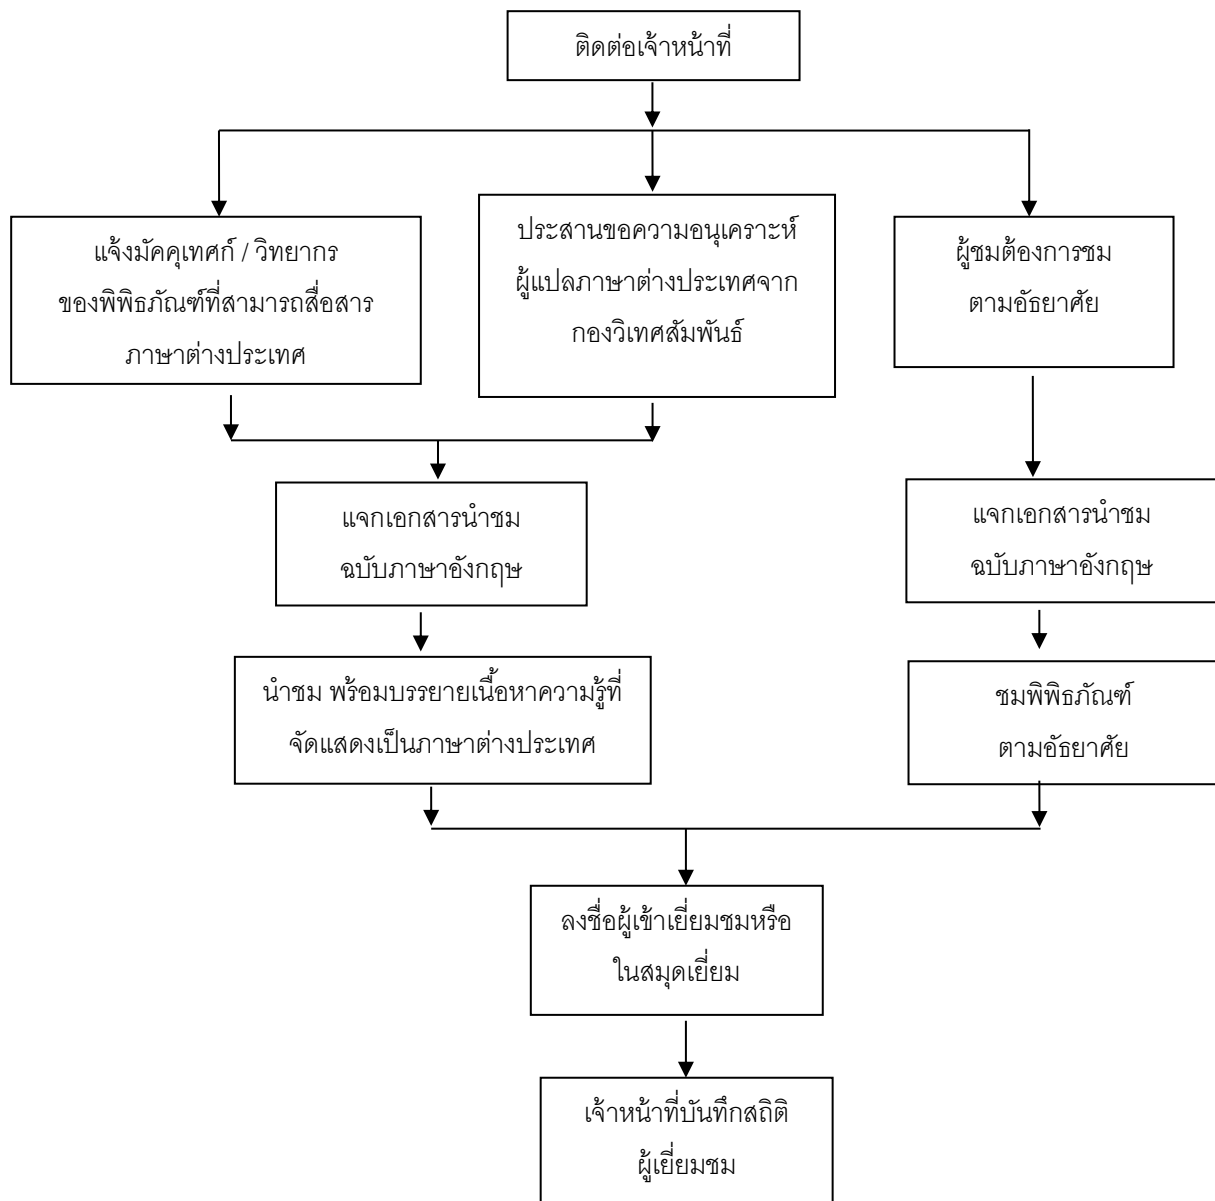 ติดต่อเจ้าหน้าที่
แจ้งมัคคุเทศก์ / วิทยากร
ของพิพิธภัณฑ์ที่สามารถสื่อสาร
ภาษาต่างประเทศ
ประสานขอความอนุเคราะห์
ผู้แปลภาษาต่างประเทศจาก
กองวิเทศสัมพันธ์
ผู้ชมต้องการชม
ตามอัธยาศัย
แจกเอกสารนำชม
ฉบับภาษาอังกฤษ
แจกเอกสารนำชม
ฉบับภาษาอังกฤษ
นำชม พร้อมบรรยายเนื้อหาความรู้ที่
จัดแสดงเป็นภาษาต่างประเทศ
ชมพิพิธภัณฑ์
ตามอัธยาศัย
ลงชื่อผู้เข้าเยี่ยมชมหรือ
ในสมุดเยี่ยม
เจ้าหน้าที่บันทึกสถิติ
ผู้เยี่ยมชม